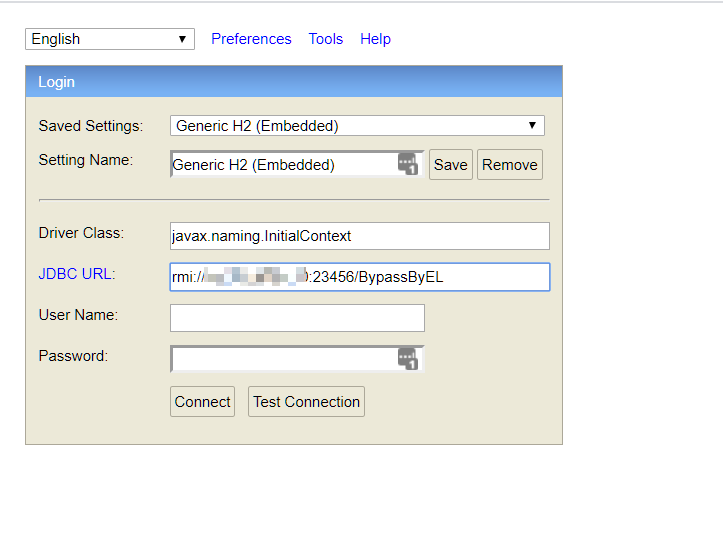 English Preferences Tools Help
Login
Saved Settings: Generic H2 (Embedded)
Setting Name: Generic H2 (Embedded) Save Remove
Driver Class: javax.naming.InitialContext
JDBC URL: rmi:// :23456/BypassByEL
User Name:
Password:
Connect Test Connection